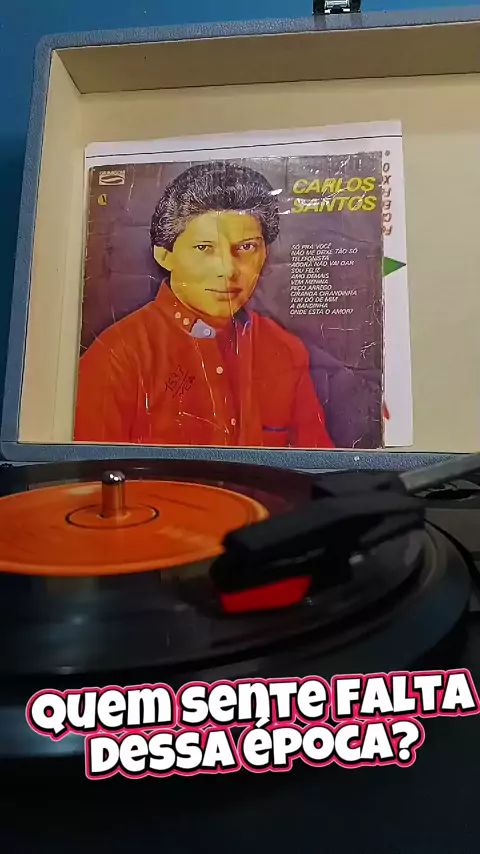 CARLOS
SANTOS
SÓ PRA VOCÊ
NÃO ME DEIXE TÃO SÓ
TELEFONISTA
AGORA NÃO VAI DAR
SOU FELIZ
AMO DEMAIS
VEM MENINA
PEÇO ARREGO
CIRANDA CIRANDINHA
TEM DÓ DE MIM
A BANDINHA
ONDE ESTÁ O AMOR?
QUEM SENTE FALTA
DESSA ÉPOCA?